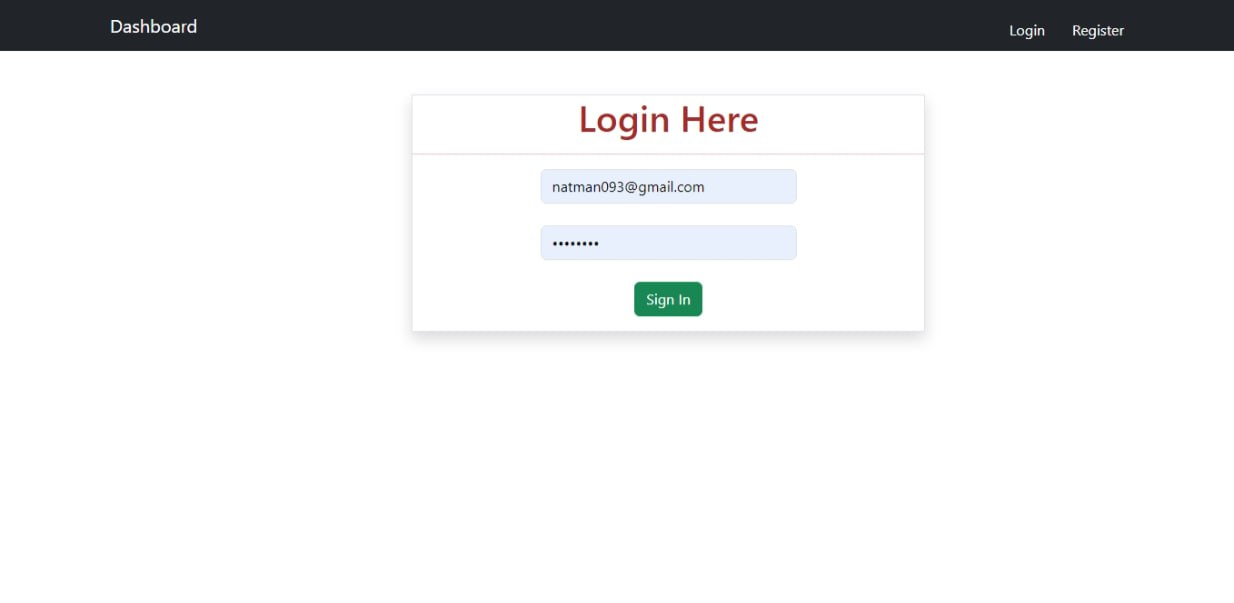 Dashboard
Login Register
Login Here
natman093@gmail.com
••••••••
Sign In